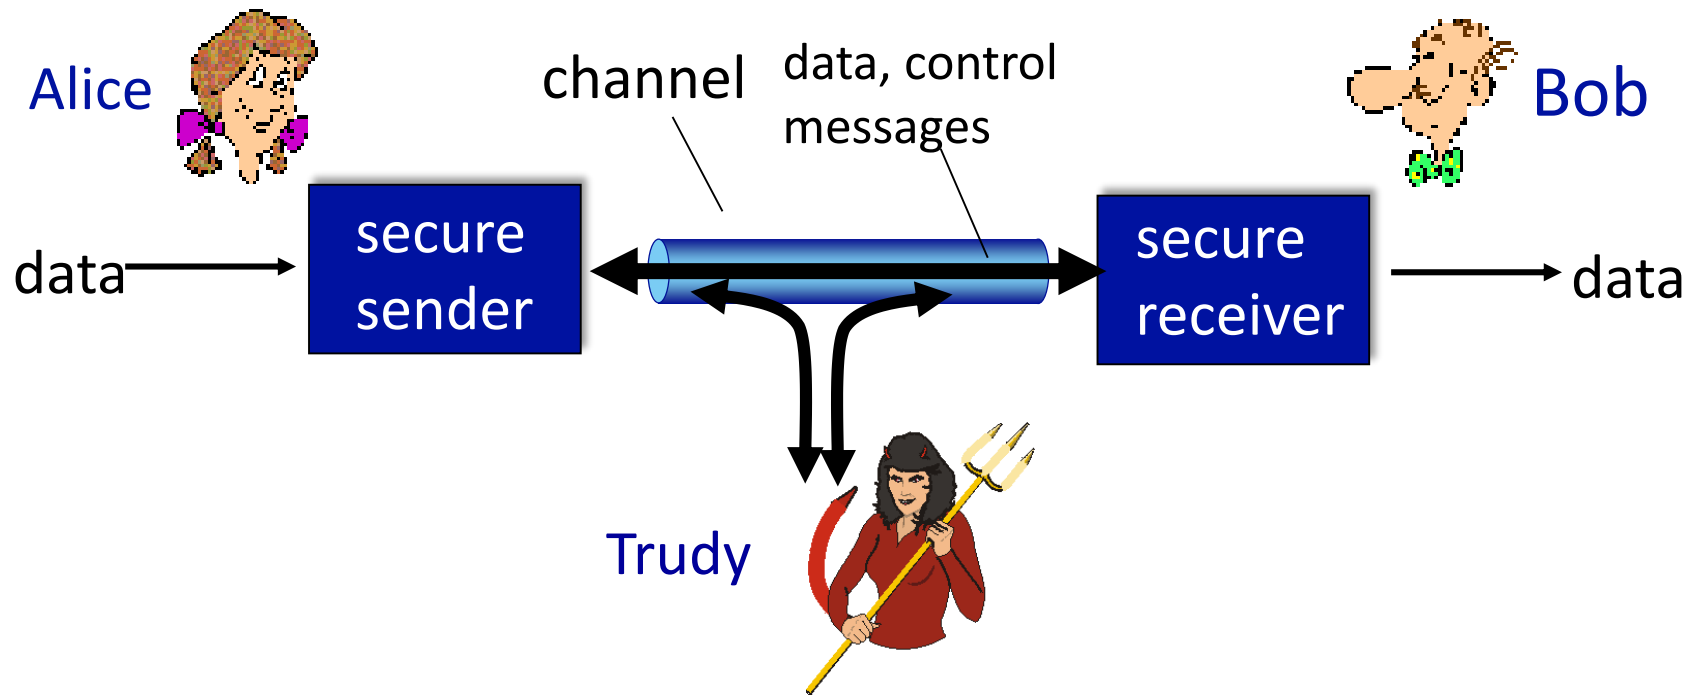 Alice
channel
data, control
messages
Bob
data
secure
sender
secure
receiver
data
Trudy